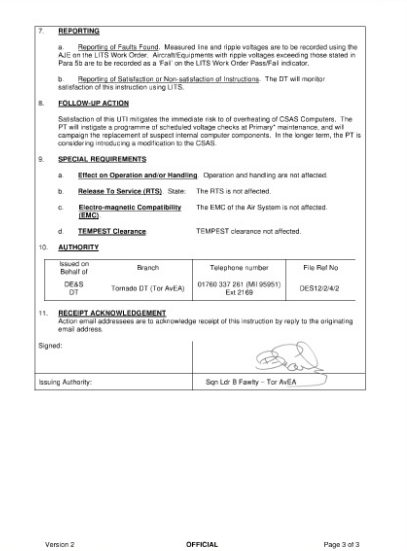 7. REPORTING
a. Reporting of Faults Found. Measured line and ripple voltages are to be recorded using the
AJE on the LITS Work Order. Aircraft/Equipments with ripple voltages exceeding those stated in
Para 5b are to be recorded as a 'Fail' on the LITS Work Order Pass/Fail indicator.
b. Reporting of Satisfaction or Non-satisfaction of Instructions. The DT will monitor
satisfaction of this instruction using LITS.
8. FOLLOW-UP ACTION
Satisfaction of this UTI mitigates the immediate risk to of overheating of CSAS Computers. The
PT will instigate a programme of scheduled voltage checks at Primary* maintenance, and will
campaign the replacement of suspect internal computer components. In the longer term, the PT is
considering introducing a modification to the CSAS.
9. SPECIAL REQUIREMENTS
a. Effect on Operation and/or Handling. Operation and handling are not affected.
b. Release To Service (RTS). State: The RTS is not affected.
c. Electro-magnetic Compatibility The EMC of the Air System is not affected.
(EMC).
d. TEMPEST Clearance TEMPEST clearance not affected.
10. AUTHORITY
Issued on
Behalf of Branch Telephone number File Ref No
DE&S
DT Tornado DT (Tor AvEA) 01760 337 261 (Mil 95951)
Ext 2169 DES12/2/4/2
11. RECEIPT ACKNOWLEDGEMENT
Action email addressees are to acknowledge receipt of this instruction by reply to the originating
email address.
Signed:
Issuing Authority: Sqn Ldr B Fawlty – Tor AvEA
Version 2 OFFICIAL Page 3 of 3